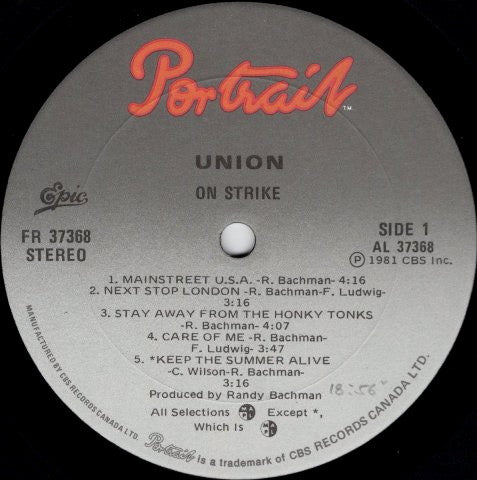 Portrait™
UNION
ON STRIKE
Epic
FR 37368
STEREO
SIDE 1
AL 37368
Ⓟ 1981 CBS Inc.
1. MAINSTREET U.S.A. -R. Bachman- 4:16
2. NEXT STOP LONDON -R. Bachman-F. Ludwig-
3:16
3. STAY AWAY FROM THE HONKY TONKS
-R. Bachman- 4:07
4. CARE OF ME -R. Bachman-
F. Ludwig- 3:47
5. *KEEP THE SUMMER ALIVE
-C. Wilson-R. Bachman-
3:16
Produced by Randy Bachman
18-56"
All Selections Except *,
Which is
MANUFACTURED BY CBS RECORDS CANADA LTD.
Portrait is a trademark of CBS RECORDS CANADA LTD.